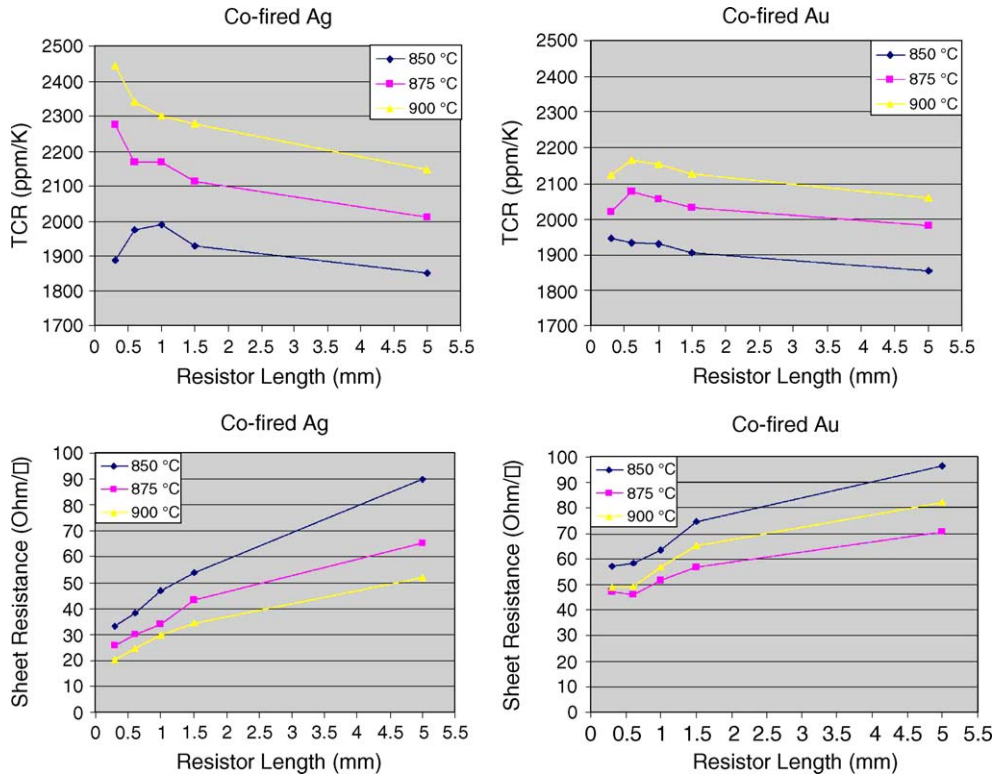 Co-fired Ag
2500
2400
2300
2200
2100
2000
1900
1800
1700
TCR (ppm/K)
850 °C
875 °C
900 °C
0 0.5 1 1.5 2 2.5 3 3.5 4 4.5 5 5.5
Resistor Length (mm)
Co-fired Au
2500
2400
2300
2200
2100
2000
1900
1800
1700
TCR (ppm/K)
850 °C
875 °C
900 °C
0 0.5 1 1.5 2 2.5 3 3.5 4 4.5 5 5.5
Resistor Length (mm)
Co-fired Ag
100
90
80
70
60
50
40
30
20
10
0
Sheet Resistance (Ohm/□)
850 °C
875 °C
900 °C
0 0.5 1 1.5 2 2.5 3 3.5 4 4.5 5 5.5
Resistor Length (mm)
Co-fired Au
100
90
80
70
60
50
40
30
20
10
0
Sheet Resistance (Ohm/□)
850 °C
875 °C
900 °C
0 0.5 1 1.5 2 2.5 3 3.5 4 4.5 5 5.5
Resistor Length (mm)